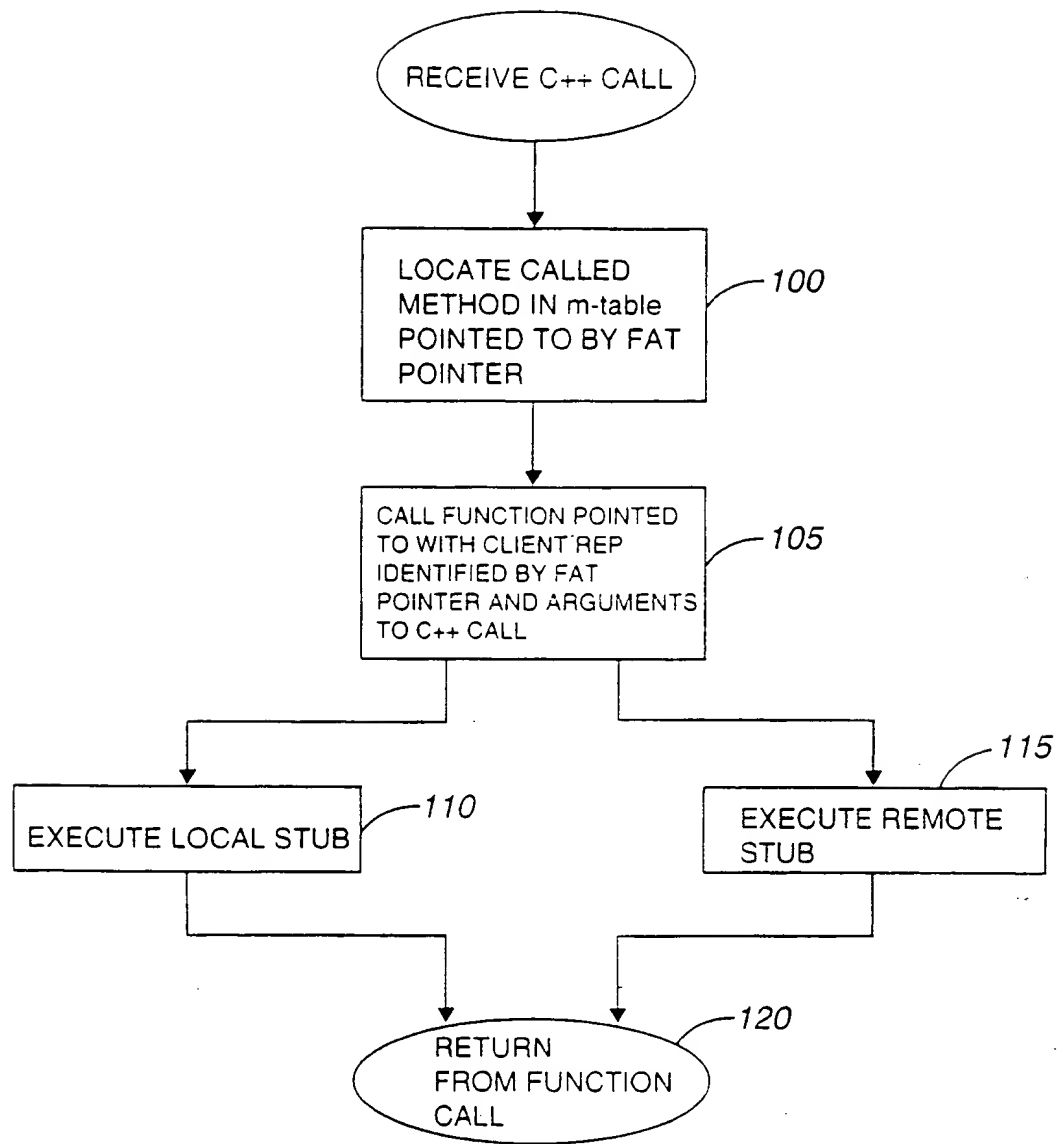 RECEIVE C++ CALL
LOCATE CALLED
METHOD IN m-table
POINTED TO BY FAT
POINTER
100
CALL FUNCTION POINTED
TO WITH CLIENT REP
IDENTIFIED BY FAT
POINTER AND ARGUMENTS
TO C++ CALL
105
EXECUTE LOCAL STUB
110
EXECUTE REMOTE
STUB
115
RETURN
FROM FUNCTION
CALL
120